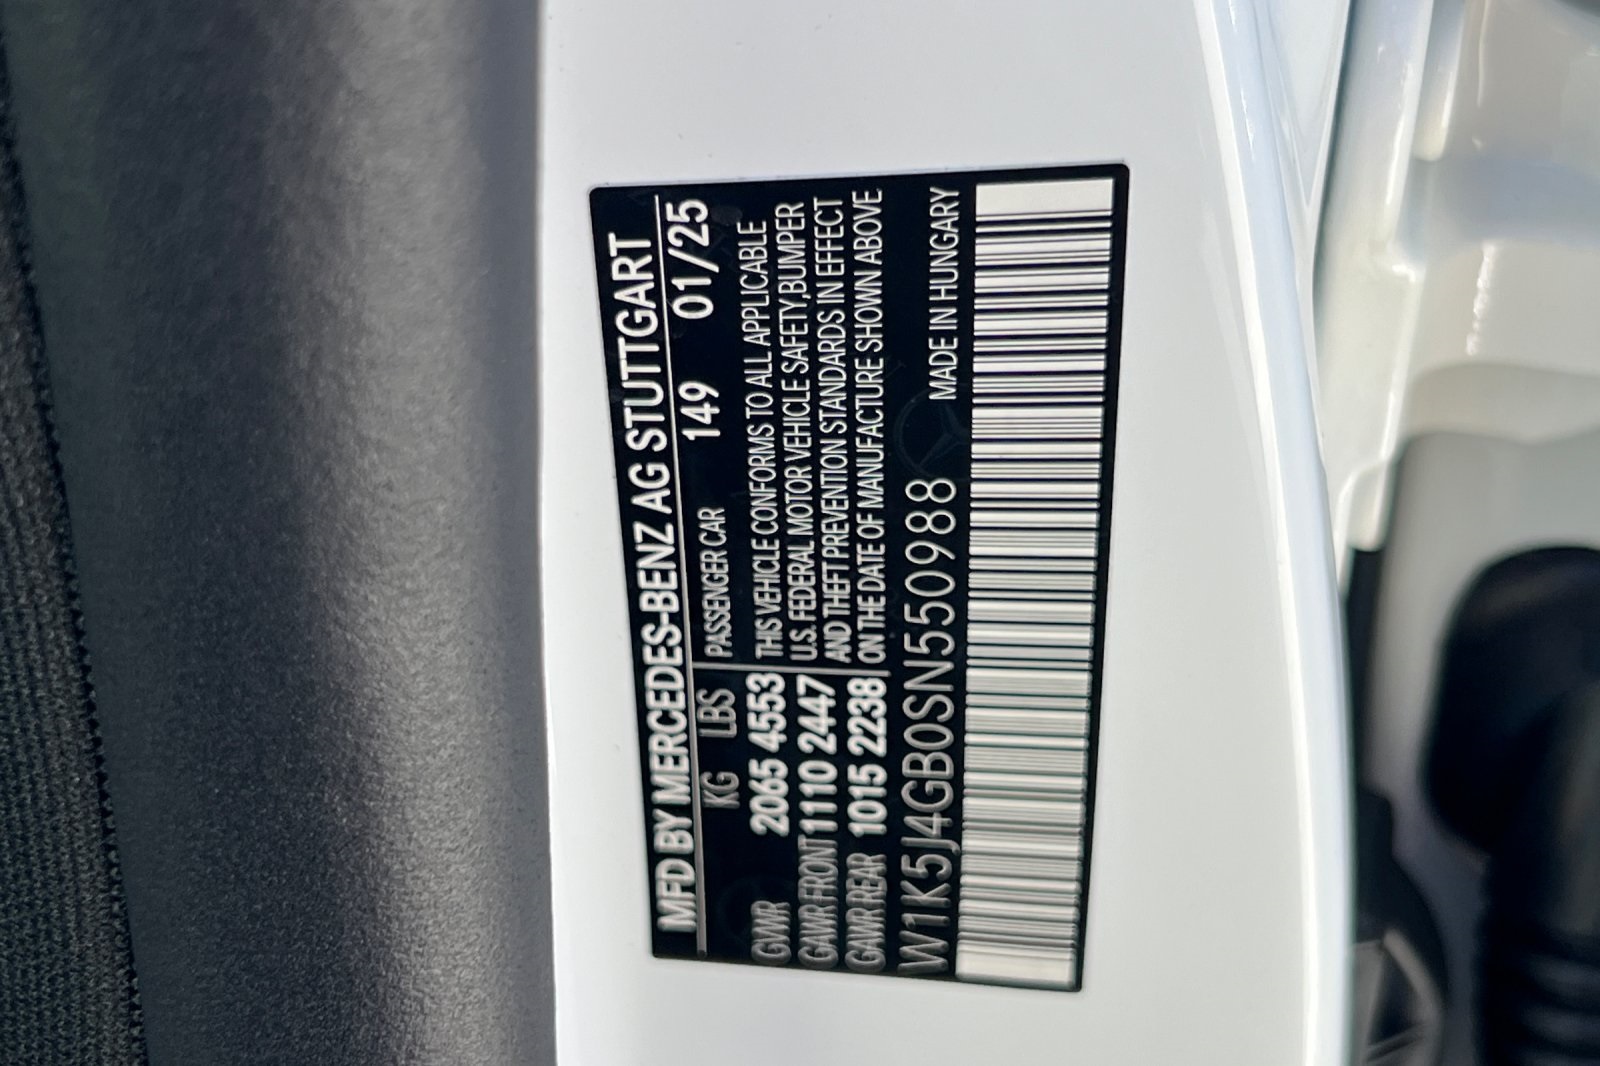 MFD BY MERCEDES-BENZ AG STUTTGART
KG LBS PASSENGER CAR 149 01/25
GVWR 2065 4553 THIS VEHICLE CONFORMS TO ALL APPLICABLE
GAWR FRONT 1110 2447 U.S. FEDERAL MOTOR VEHICLE SAFETY,BUMPER
GAWR REAR 1015 2238 AND THEFT PREVENTION STANDARDS IN EFFECT
ON THE DATE OF MANUFACTURE SHOWN ABOVE
W1K5J4GB0SN550988 MADE IN HUNGARY